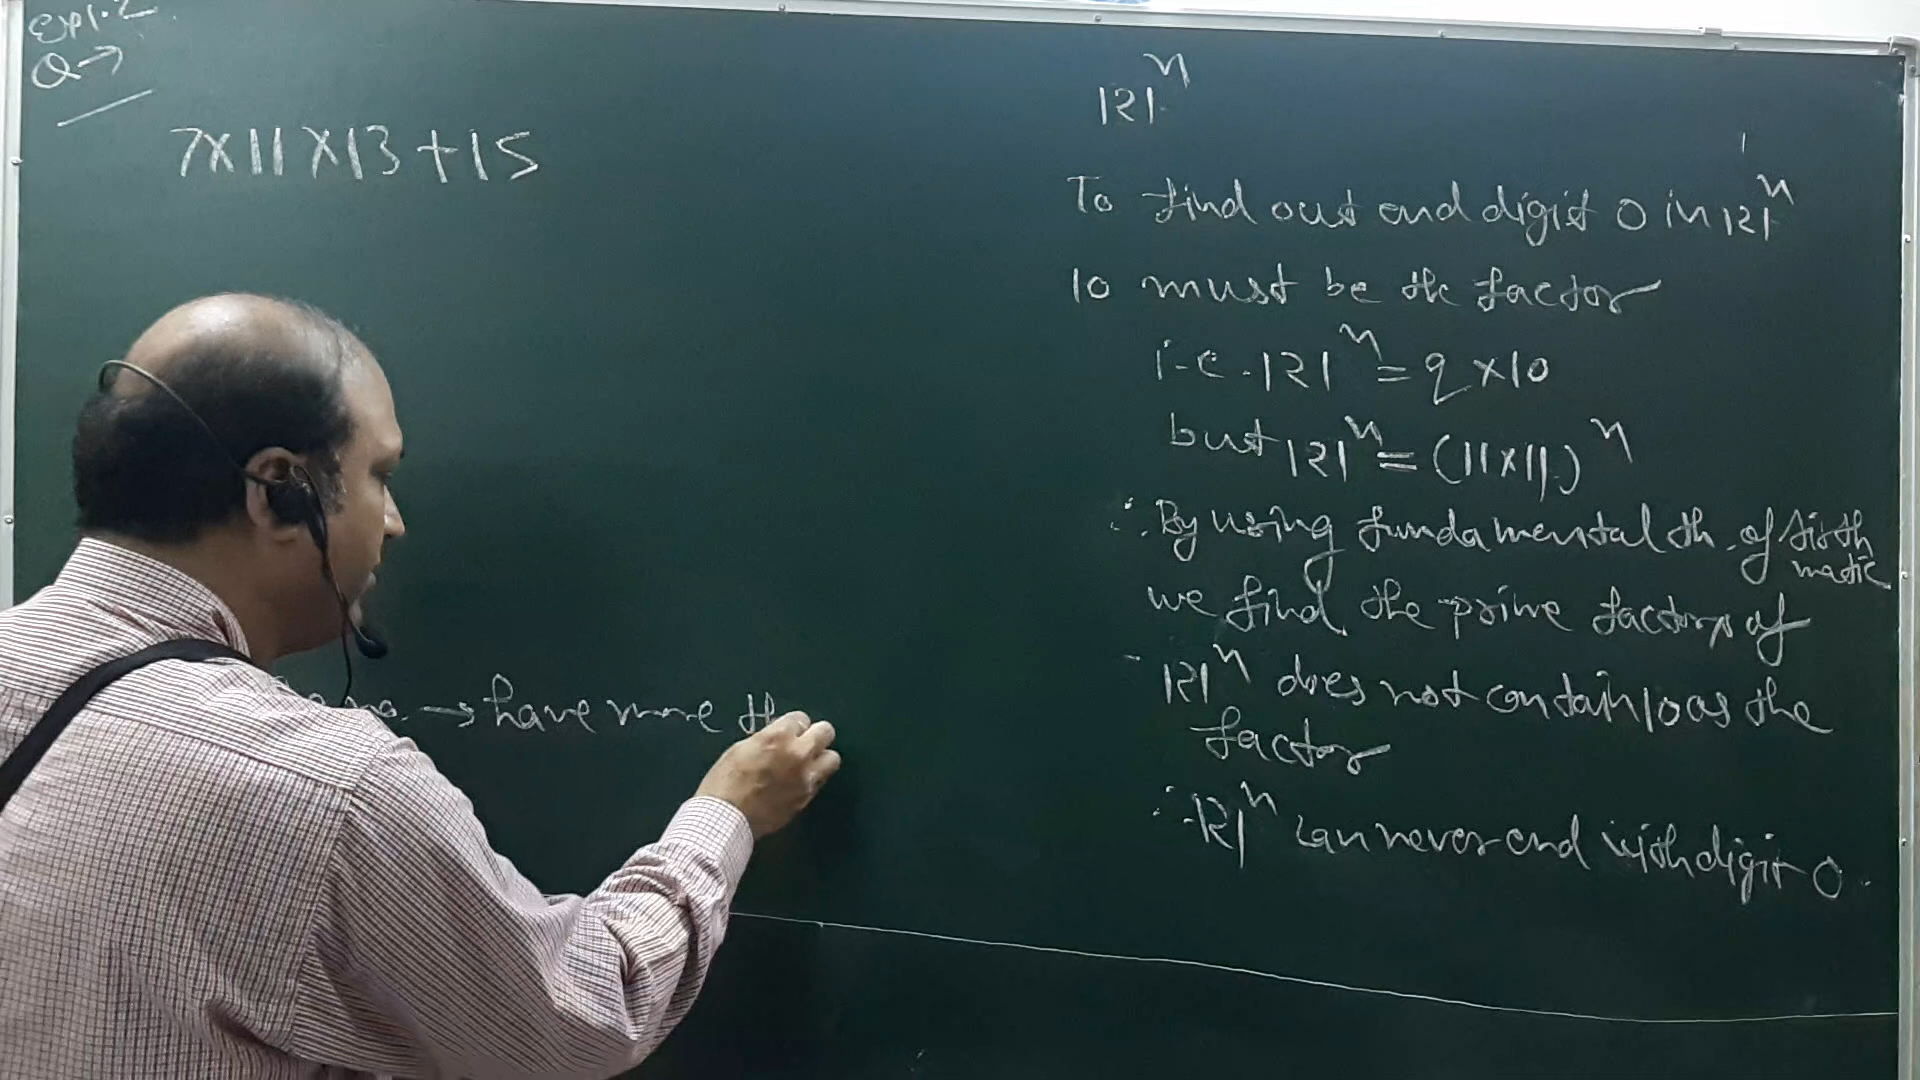 Exp1.2
Q→
7×11×13+15
no. → have more th
121ⁿ
To find out end digit 0 in 121ⁿ
10 must be the factor
i.e. 121ⁿ = q×10
but 121ⁿ = (11×11)ⁿ
∴ By using fundamental th. of
matic
we find the prime factors of
121ⁿ does not contain 10 as the
factor
∴ 121ⁿ can never end with digit 0.